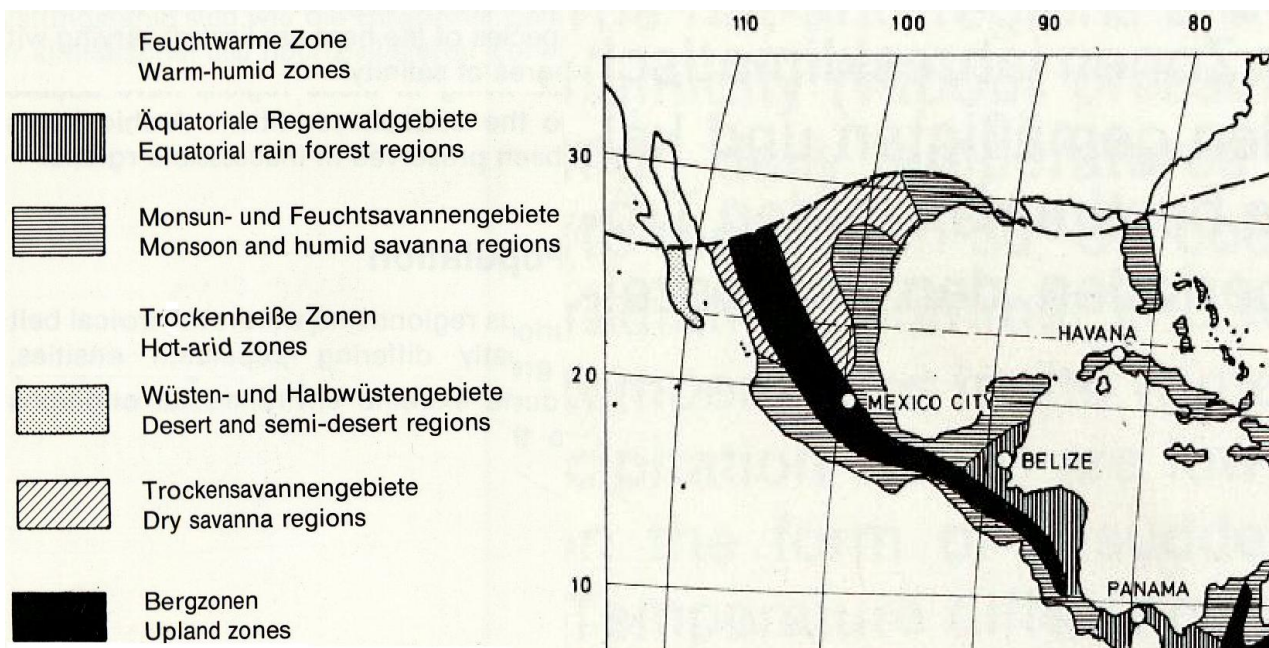 Feuchtwarme Zone
Warm-humid zones
Äquatoriale Regenwaldgebiete
Equatorial rain forest regions
Monsun- und Feuchtsavannengebiete
Monsoon and humid savanna regions
Trockenheiße Zonen
Hot-arid zones
Wüsten- und Halbwüstengebiete
Desert and semi-desert regions
Trockensavannengebiete
Dry savanna regions
Bergzonen
Upland zones
110 100 90 80
30
20
10
HAVANA
MEXICO CITY
BELIZE
PANAMA